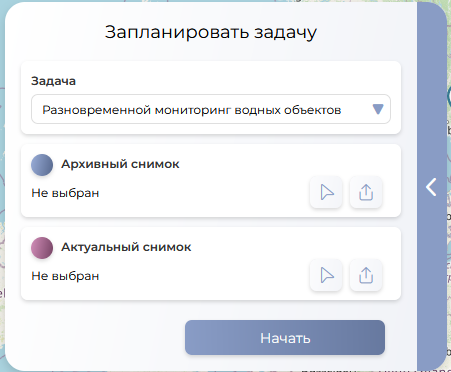 Запланировать задачу
Задача
Разновременной мониторинг водных объектов
Архивный снимок
Не выбран
Актуальный снимок
Не выбран
Начать